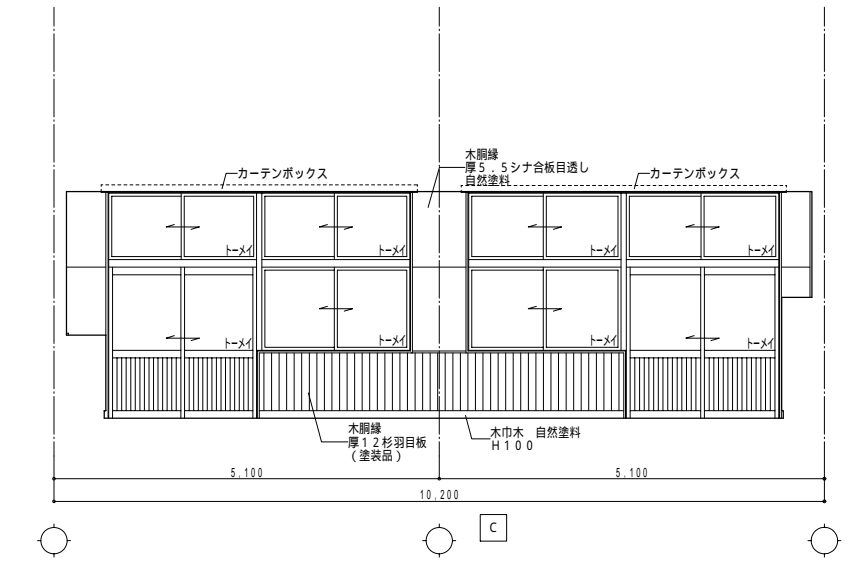 木胴縁
厚５．５シナ合板目透し
自然塗料
カーテンボックス
カーテンボックス
トーメイ
トーメイ
トーメイ
トーメイ
トーメイ
トーメイ
トーメイ
トーメイ
木胴縁
厚１２杉羽目板
（塗装品）
木巾木　自然塗料
Ｈ１００
5,100
5,100
10,200
C